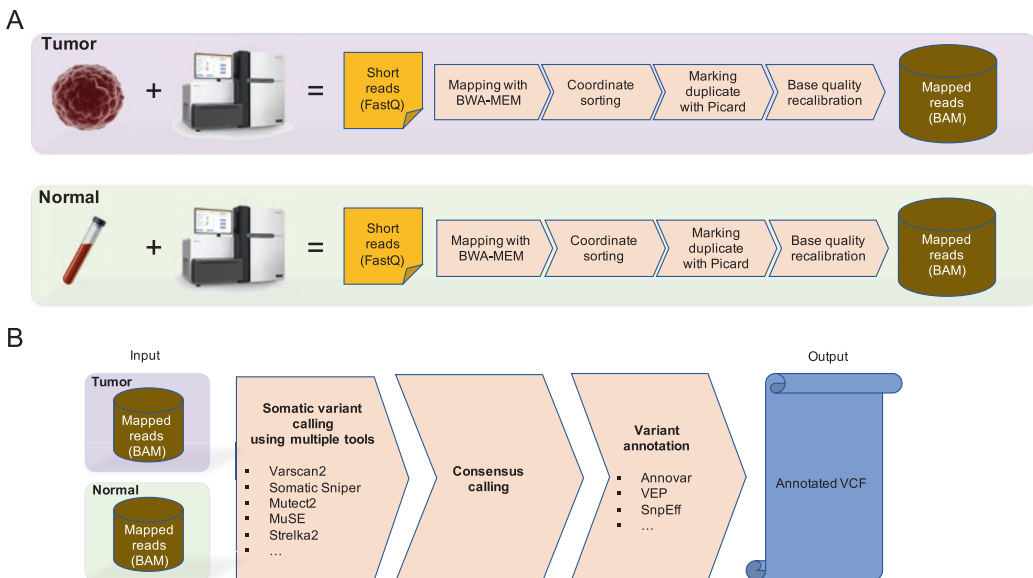 A
Tumor
+
=
Short
reads
(FastQ)
Mapping with
BWA-MEM
Coordinate
sorting
Marking
duplicate
with Picard
Base quality
recalibration
Mapped
reads
(BAM)
Normal
+
=
Short
reads
(FastQ)
Mapping with
BWA-MEM
Coordinate
sorting
Marking
duplicate
with Picard
Base quality
recalibration
Mapped
reads
(BAM)
B
Input
Tumor
Mapped
reads
(BAM)
Normal
Mapped
reads
(BAM)
Somatic variant
calling
using multiple tools
▪ Varscan2
▪ Somatic Sniper
▪ Mutect2
▪ MuSE
▪ Strelka2
▪ ...
Consensus
calling
Variant
annotation
▪ Annovar
▪ VEP
▪ SnpEff
▪ ...
Output
Annotated VCF